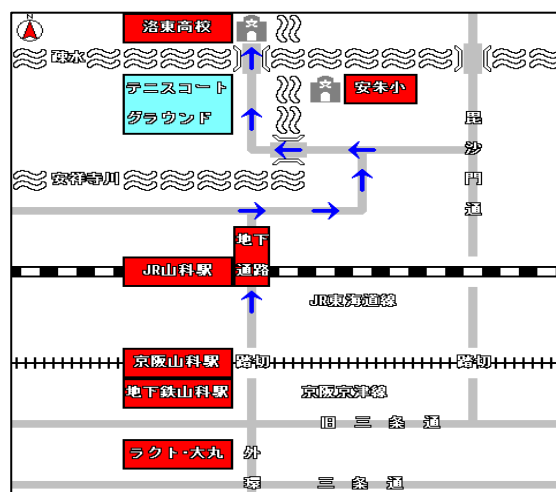 N
洛東高校
文
疎水
テニスコート
グラウンド
文
安朱小
毘沙門通
安祥寺川
地下
通路
JR山科駅
JR東海道線
京阪山科駅
踏切
踏切
地下鉄山科駅
京阪京津線
旧三条通
ラクト・大丸
外環
三条通